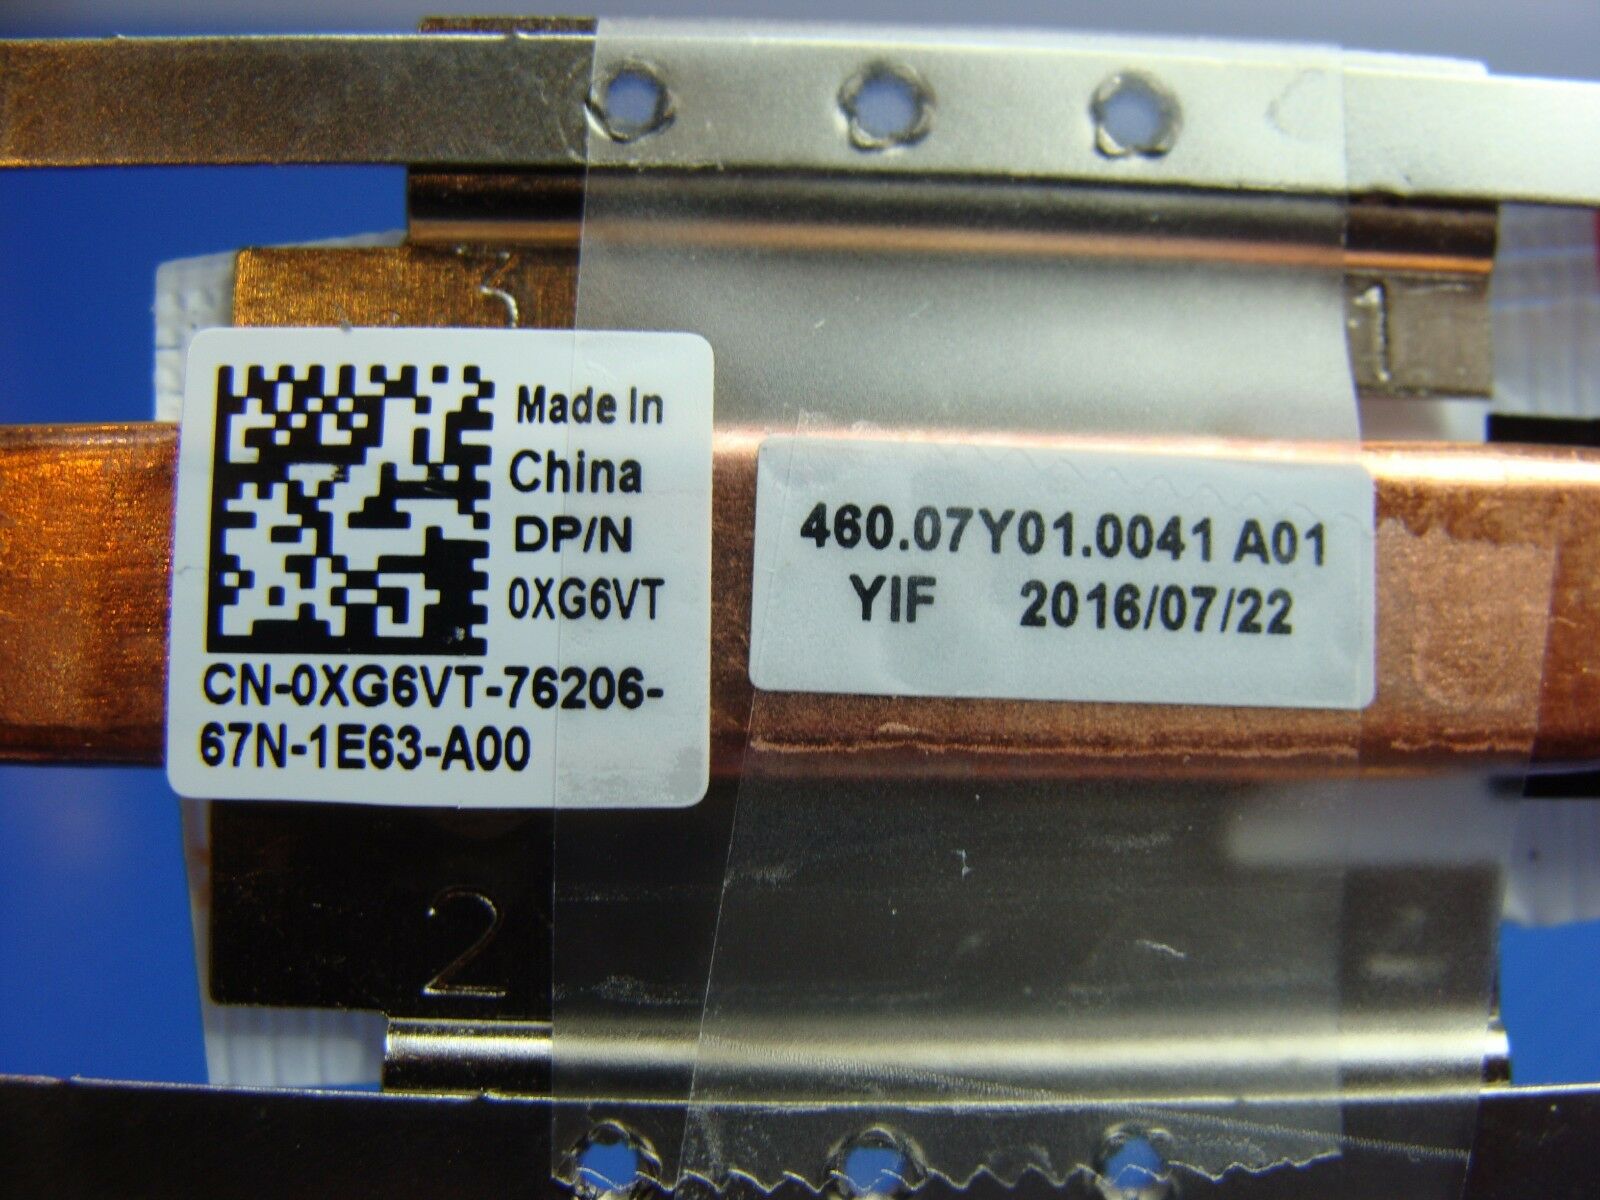 3
1
Made In
China
DP/N
0XG6VT
CN-0XG6VT-76206-
67N-1E63-A00
460.07Y01.0041 A01
YIF 2016/07/22
2